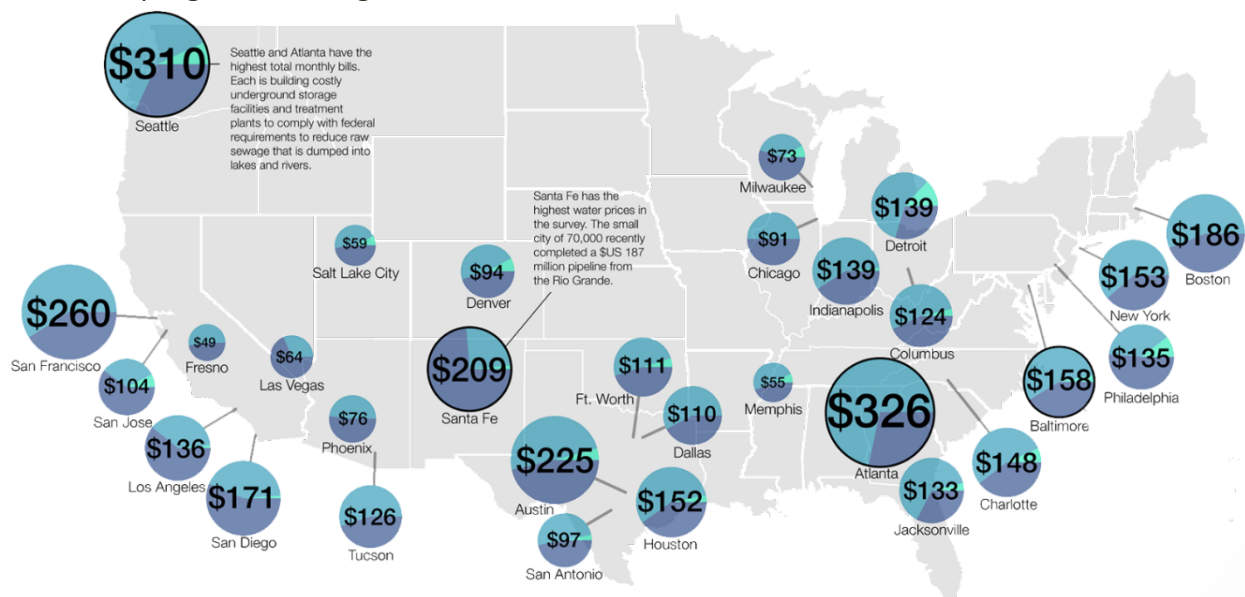 $310
Seattle
Seattle and Atlanta have the
highest total monthly bills.
Each is building costly
underground storage
facilities and treatment
plants to comply with federal
requirements to reduce raw
sewage that is dumped into
lakes and rivers.
$59
Salt Lake City
$94
Denver
Santa Fe has the
highest water prices in
the survey. The small
city of 70,000 recently
completed a $US 187
million pipeline from
the Rio Grande.
$73
Milwaukee
$91
Chicago
$139
Detroit
$139
Indianapolis
$124
Columbus
$186
Boston
$153
New York
$135
Philadelphia
$158
Baltimore
$260
San Francisco
$49
Fresno
$64
Las Vegas
$104
San Jose
$136
Los Angeles
$171
San Diego
$76
Phoenix
$126
Tucson
$209
Santa Fe
$111
Ft. Worth
$110
Dallas
$55
Memphis
$326
Atlanta
$225
Austin
$152
Houston
$97
San Antonio
$133
Jacksonville
$148
Charlotte